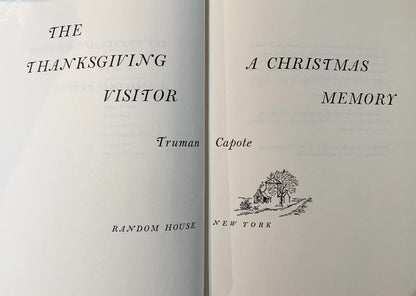 THE
THANKSGIVING
VISITOR
A CHRISTMAS
MEMORY
Truman Capote
RANDOM HOUSE NEW YORK